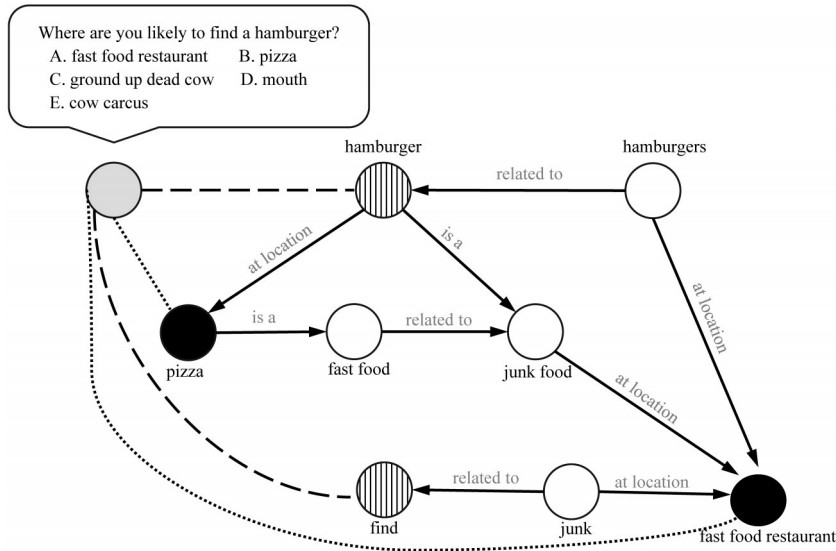 Where are you likely to find a hamburger?
A. fast food restaurant B. pizza
C. ground up dead cow D. mouth
E. cow carcus
hamburger
hamburgers
related to
at location
is a
at location
is a
related to
pizza
fast food
junk food
at location
related to
at location
find
junk
fast food restaurant